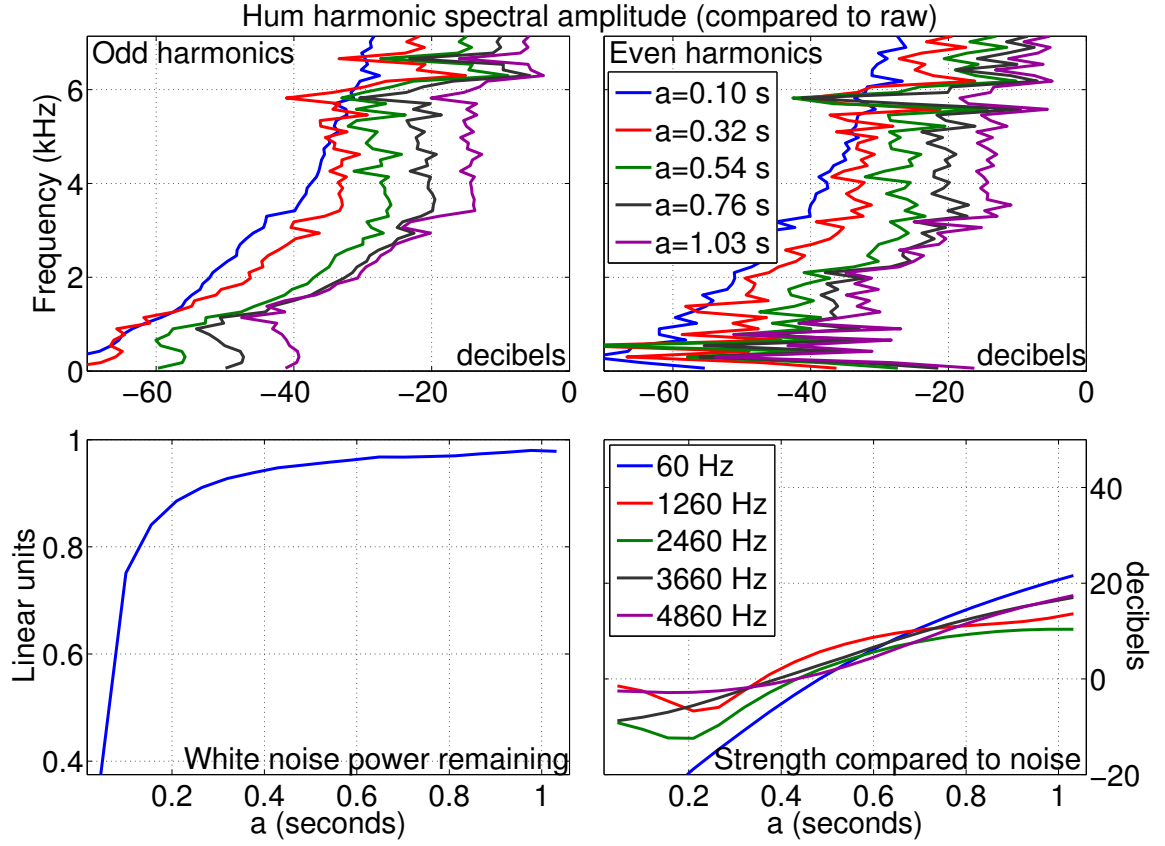 Hum harmonic spectral amplitude (compared to raw)
Odd harmonics
6
4
2
0
Frequency (kHz)
decibels
−60
−40
−20
0
Even harmonics
a=0.10 s
a=0.32 s
a=0.54 s
a=0.76 s
a=1.03 s
6
4
2
0
decibels
−60
−40
−20
0
1
0.8
0.6
0.4
Linear units
White noise power remaining
0.2
0.4
0.6
0.8
1
a (seconds)
60 Hz
1260 Hz
2460 Hz
3660 Hz
4860 Hz
40
20
0
−20
decibels
Strength compared to noise
0.2
0.4
0.6
0.8
1
a (seconds)